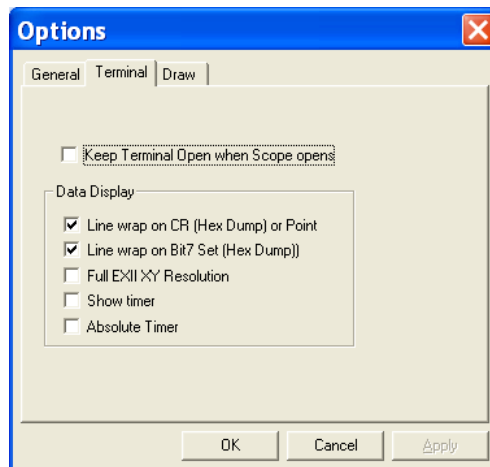 Options
General Terminal Draw
Keep Terminal Open when Scope opens
Data Display
Line wrap on CR (Hex Dump) or Point
Line wrap on Bit7 Set (Hex Dump))
Full EXII XY Resolution
Show timer
Absolute Timer
OK Cancel Apply